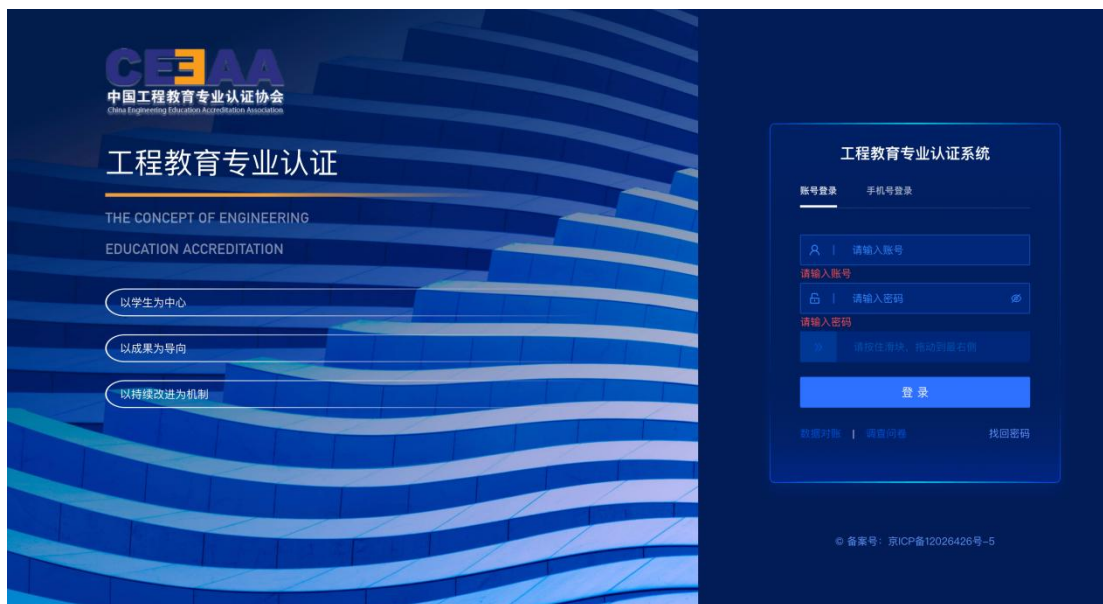 CEEAA
中国工程教育专业认证协会
China Engineering Education Accreditation Association
工程教育专业认证
THE CONCEPT OF ENGINEERING
EDUCATION ACCREDITATION
以学生为中心
以成果为导向
以持续改进为机制
工程教育专业认证系统
账号登录 手机号登录
请输入账号
请输入账号
请输入密码
请输入密码
请按住滑块，拖动到最右侧
登 录
数据对账 | 调查问卷 找回密码
© 备案号：京ICP备12026426号-5